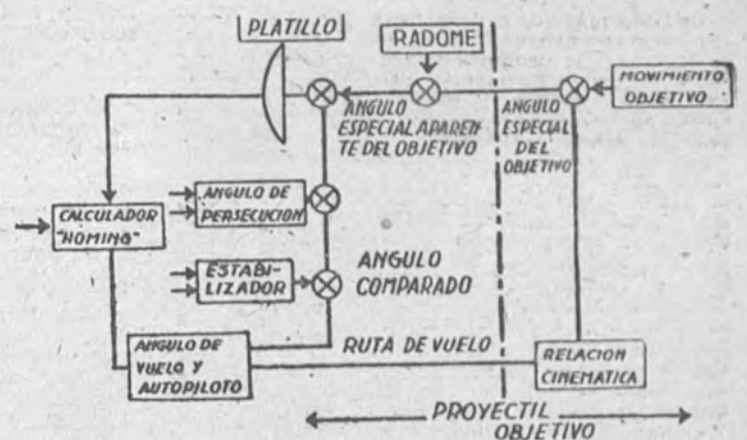 PLATILLO
RADOME
MOVIMIENTO
OBJETIVO
ANGULO
ESPECIAL APAREN
TE DEL OBJETIVO
ANGULO
ESPECIAL
DEL
OBJETIVO
CALCULADOR
"HOMING"
ANGULO DE
PERSECUCION
ESTABI-
LIZADOR
ANGULO
COMPARADO
ANGULO DE
VUELO Y
AUTOPILOTO
RUTA DE VUELO
RELACION
CINEMATICA
PROYECTIL
OBJETIVO